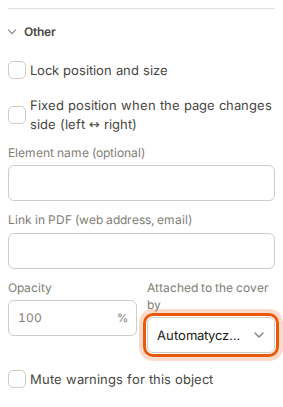 Other
Lock position and size
Fixed position when the page changes
side (left ↔ right)
Element name (optional)
Link in PDF (web address, email)
Opacity
Attached to the cover
by
100 %
Automatycz...
Mute warnings for this object